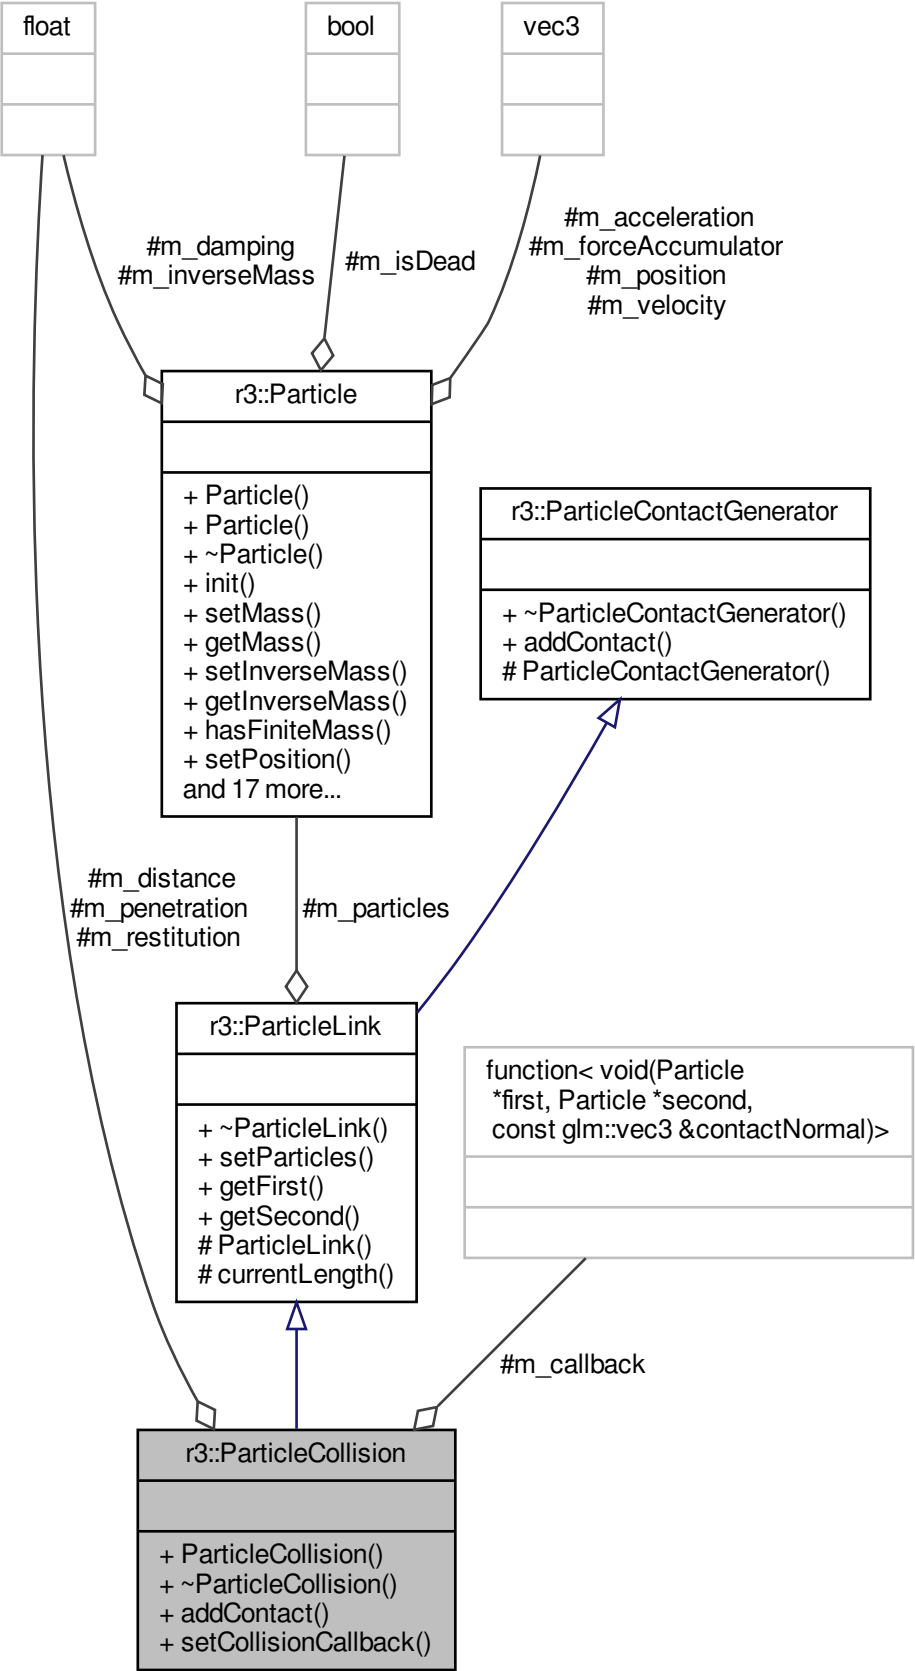 float
bool
vec3
#m_damping
#m_inverseMass
#m_isDead
#m_acceleration
#m_forceAccumulator
#m_position
#m_velocity
r3::Particle
+ Particle()
+ Particle()
+ ~Particle()
+ init()
+ setMass()
+ getMass()
+ setInverseMass()
+ getInverseMass()
+ hasFiniteMass()
+ setPosition()
and 17 more...
r3::ParticleContactGenerator
+ ~ParticleContactGenerator()
+ addContact()
# ParticleContactGenerator()
#m_distance
#m_penetration
#m_restitution
#m_particles
r3::ParticleLink
+ ~ParticleLink()
+ setParticles()
+ getFirst()
+ getSecond()
# ParticleLink()
# currentLength()
function< void(Particle
*first, Particle *second,
const glm::vec3 &contactNormal)>
#m_callback
r3::ParticleCollision
+ ParticleCollision()
+ ~ParticleCollision()
+ addContact()
+ setCollisionCallback()